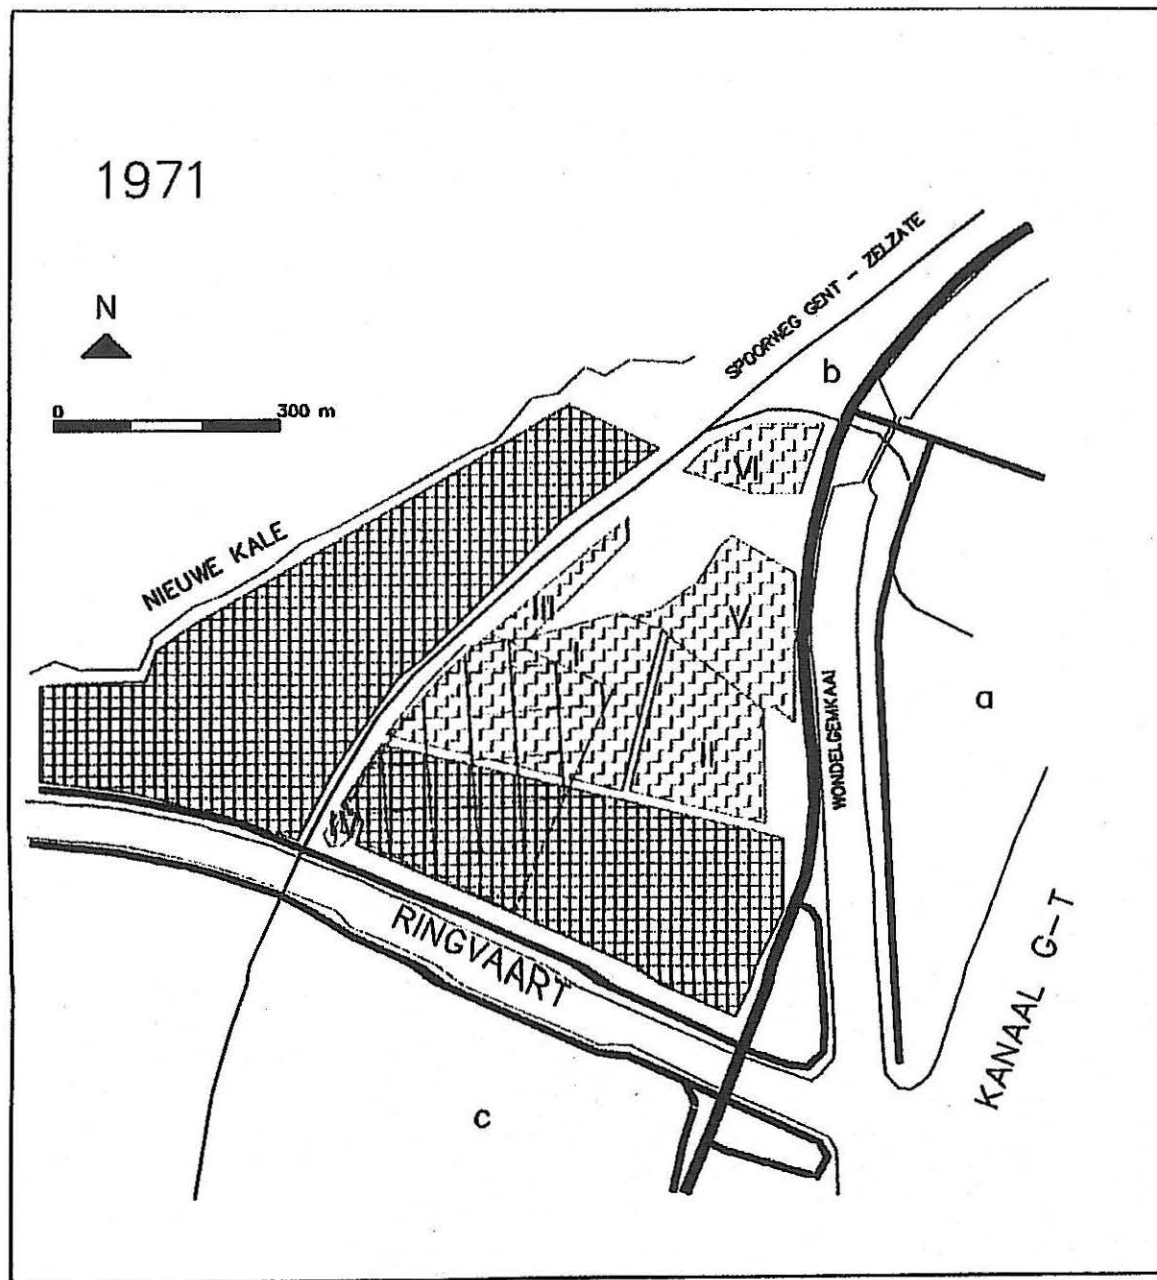 1971
N
0 300 m
SPOORWEG GENT - ZELZATE
b
VI
NIEUWE KALE
III
V
I
II
a
WONDELGEMKAAI
IV
RINGVAART
KANAAL G-T
c